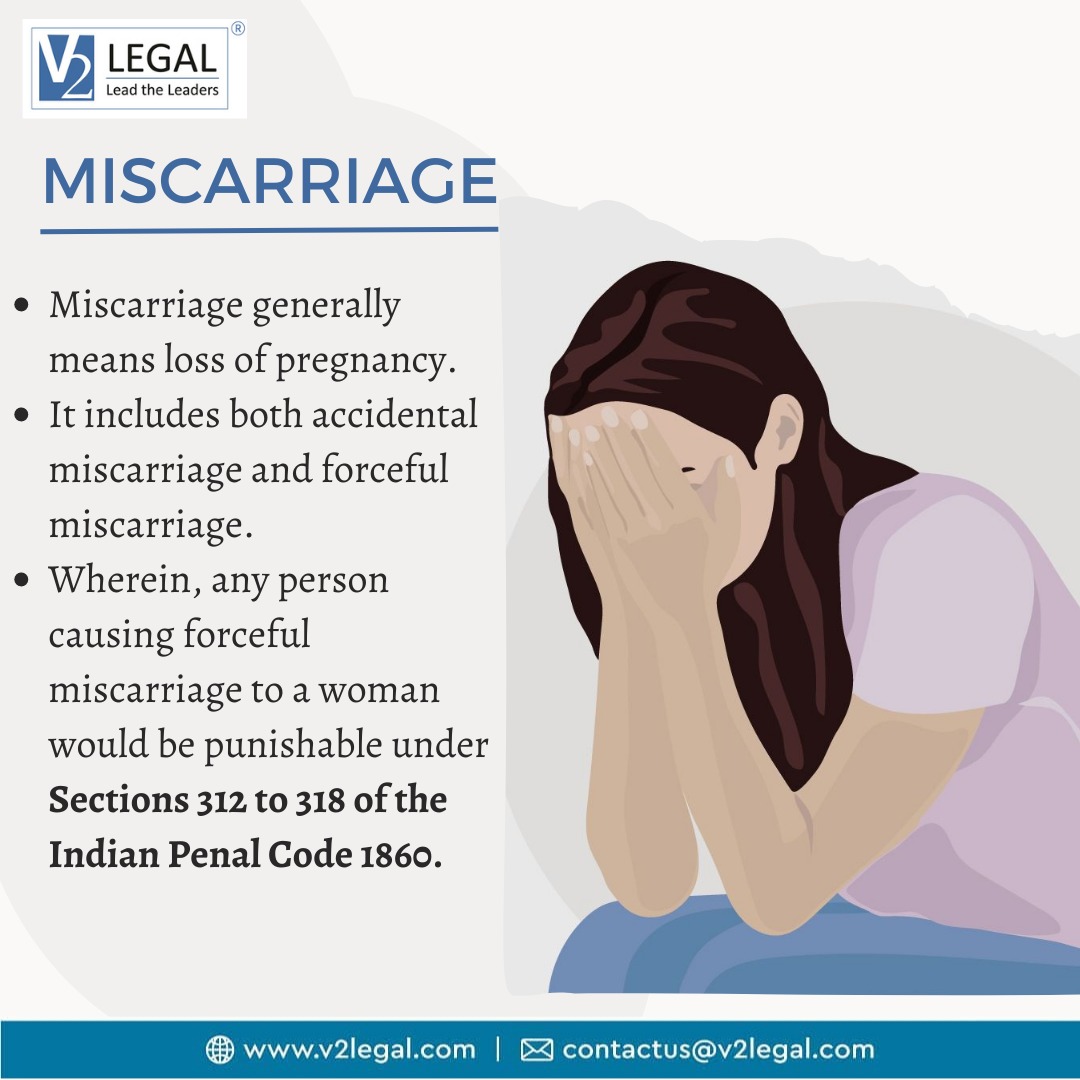 V2 LEGAL ®
Lead the Leaders
MISCARRIAGE
• Miscarriage generally
means loss of pregnancy.
• It includes both accidental
miscarriage and forceful
miscarriage.
• Wherein, any person
causing forceful
miscarriage to a woman
would be punishable under
Sections 312 to 318 of the
Indian Penal Code 1860.
www.v2legal.com | contactus@v2legal.com